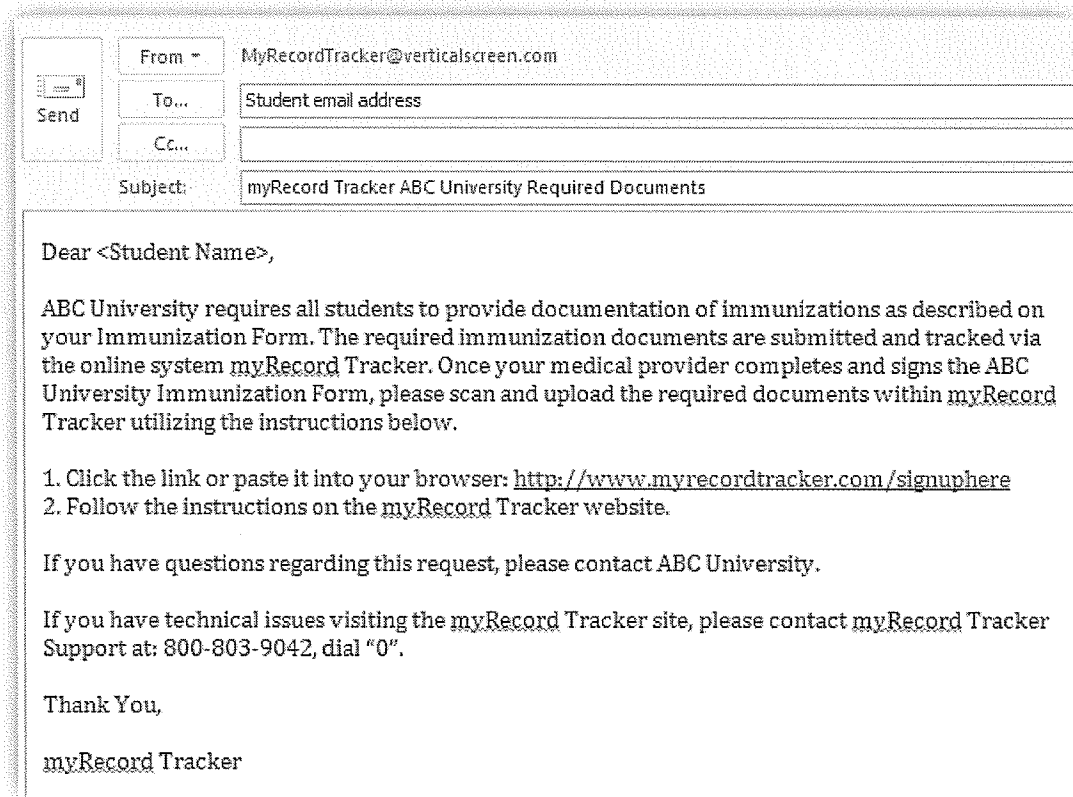 From
MyRecordTracker@verticalscreen.com
Send
To...
Student email address
Cc...
Subject:
myRecord Tracker ABC University Required Documents
Dear <Student Name>,
ABC University requires all students to provide documentation of immunizations as described on
your Immunization Form. The required immunization documents are submitted and tracked via
the online system myRecord Tracker. Once your medical provider completes and signs the ABC
University Immunization Form, please scan and upload the required documents within myRecord
Tracker utilizing the instructions below.
1. Click the link or paste it into your browser: http://www.myrecordtracker.com/signuphere
2. Follow the instructions on the myRecord Tracker website.
If you have questions regarding this request, please contact ABC University.
If you have technical issues visiting the myRecord Tracker site, please contact myRecord Tracker
Support at: 800-803-9042, dial “0”.
Thank You,
myRecord Tracker